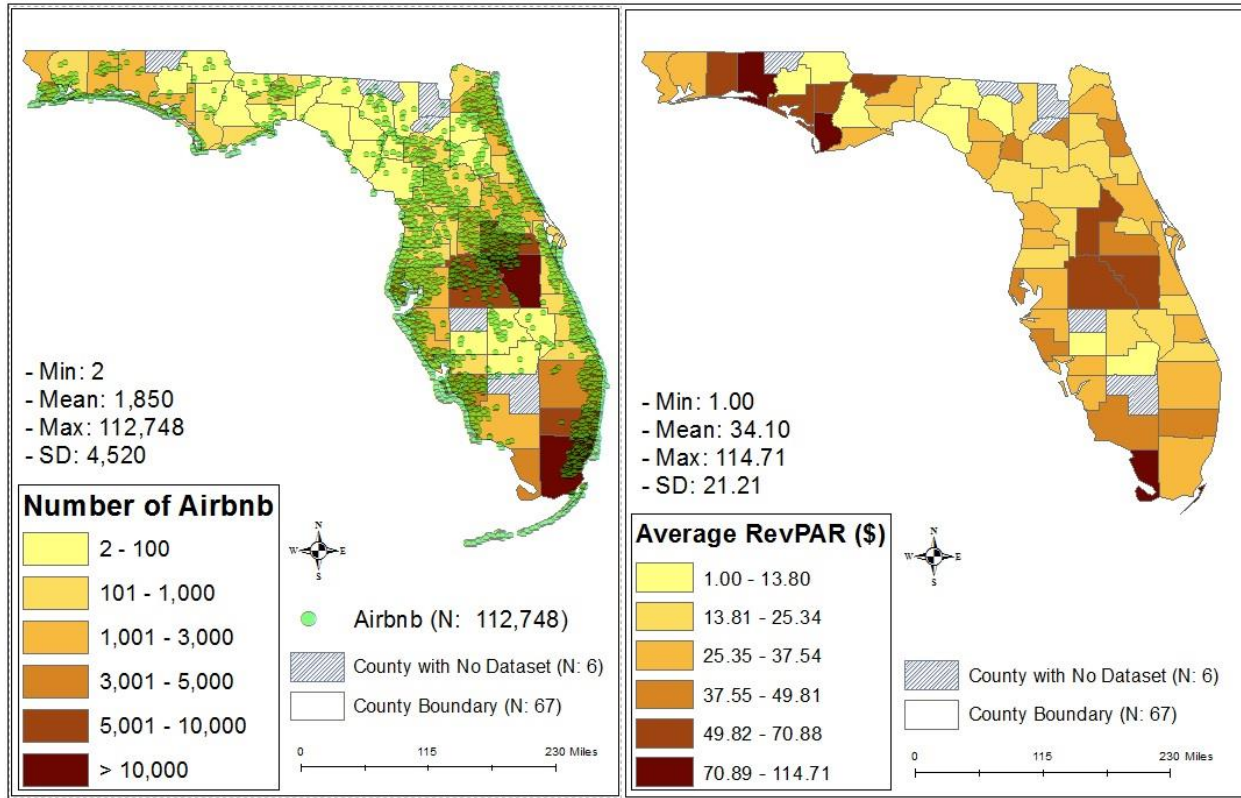 - Min: 2
- Mean: 1,850
- Max: 112,748
- SD: 4,520
Number of Airbnb
2 - 100
101 - 1,000
1,001 - 3,000
3,001 - 5,000
5,001 - 10,000
> 10,000
N
W E
S
Airbnb (N: 112,748)
County with No Dataset (N: 6)
County Boundary (N: 67)
0 115 230 Miles
- Min: 1.00
- Mean: 34.10
- Max: 114.71
- SD: 21.21
Average RevPAR ($)
1.00 - 13.80
13.81 - 25.34
25.35 - 37.54
37.55 - 49.81
49.82 - 70.88
70.89 - 114.71
N
W E
S
County with No Dataset (N: 6)
County Boundary (N: 67)
0 115 230 Miles